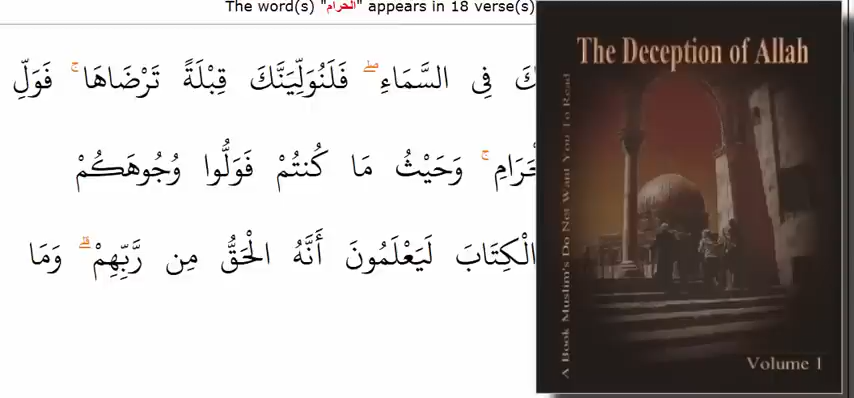 The word(s) "الحرام" appears in 18 verse(s)
فِى السَّمَاءِ ۖ فَلَنُوَلِّيَنَّكَ قِبْلَةً تَرْضَاهَا ۚ فَوَلِّ
ۚ وَحَيْثُ مَا كُنتُمْ فَوَلُّوا وُجُوهَكُمْ
الْكِتَابَ لَيَعْلَمُونَ أَنَّهُ الْحَقُّ مِن رَّبِّهِمْ ۗ وَمَا
The Deception of Allah
A Book Muslim's Do Not Want You To Read
Volume 1